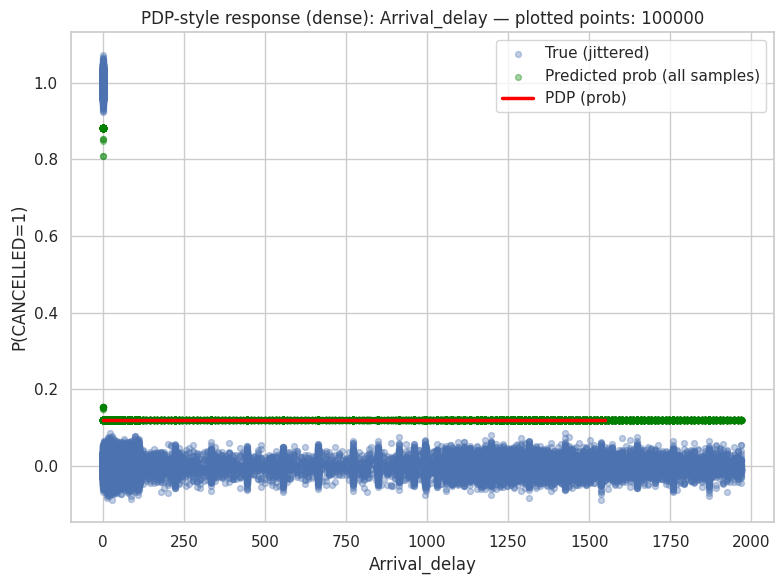 PDP-style response (dense): Arrival_delay — plotted points: 100000
True (jittered)
Predicted prob (all samples)
PDP (prob)
P(CANCELLED=1)
1.0
0.8
0.6
0.4
0.2
0.0
0 250 500 750 1000 1250 1500 1750 2000
Arrival_delay